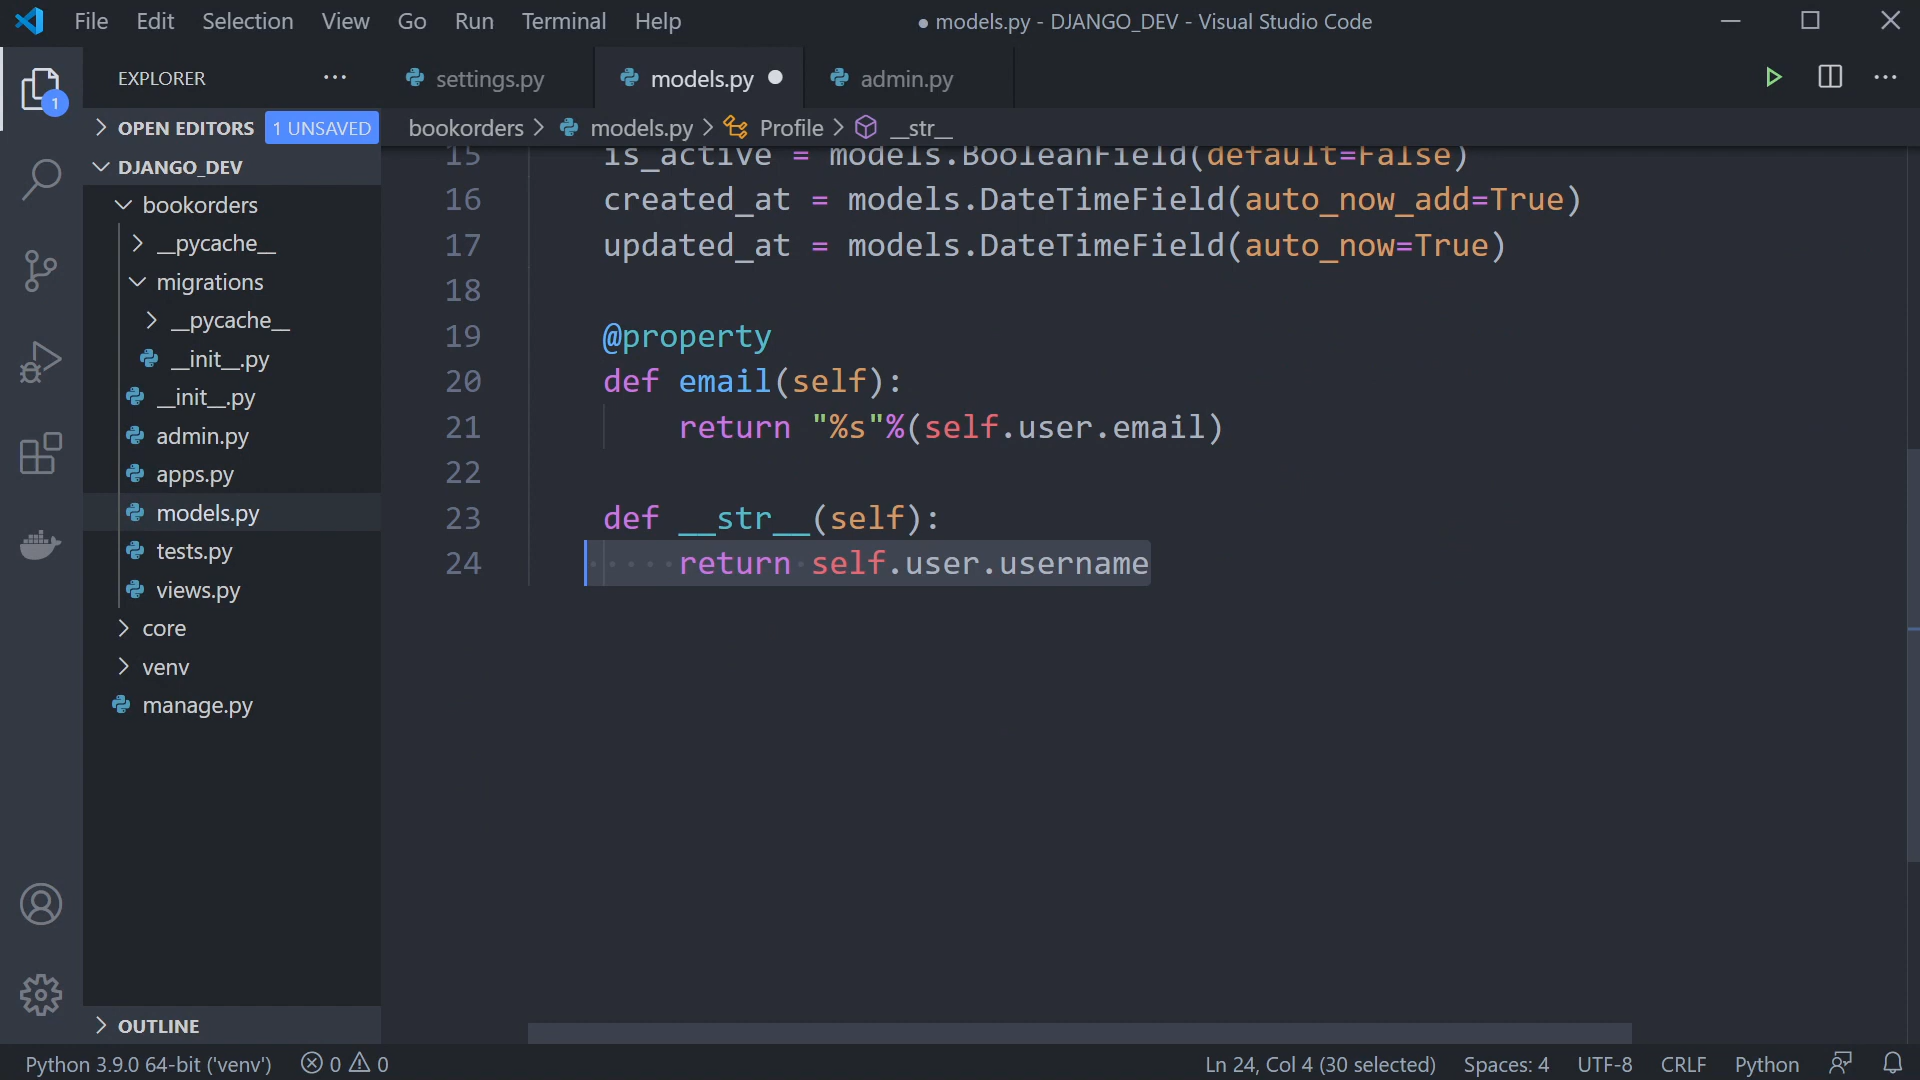 File Edit Selection View Go Run Terminal Help
● models.py - DJANGO_DEV - Visual Studio Code
EXPLORER ···
settings.py
models.py ●
admin.py
OPEN EDITORS 1 UNSAVED
bookorders > models.py > Profile > __str__
DJANGO_DEV
bookorders
__pycache__
migrations
__pycache__
__init__.py
__init__.py
admin.py
apps.py
models.py
tests.py
views.py
core
venv
manage.py
OUTLINE
1
15 is_active = models.BooleanField(default=False)
16 created_at = models.DateTimeField(auto_now_add=True)
17 updated_at = models.DateTimeField(auto_now=True)
18
19 @property
20 def email(self):
21 return "%s"%(self.user.email)
22
23 def __str__(self):
24 return self.user.username
Python 3.9.0 64-bit ('venv') 0 0
Ln 24, Col 4 (30 selected) Spaces: 4 UTF-8 CRLF Python